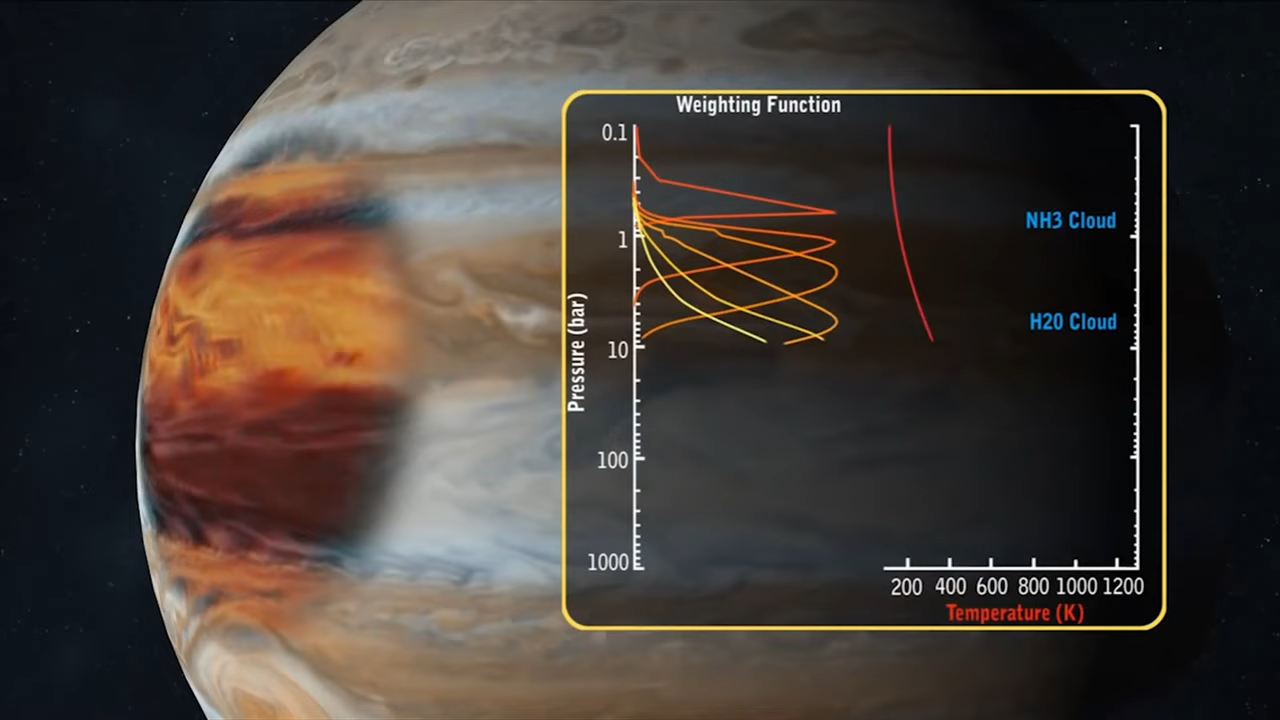 Weighting Function
0.1
1
10
100
1000
Pressure (bar)
NH3 Cloud
H20 Cloud
200 400 600 800 1000 1200
Temperature (K)